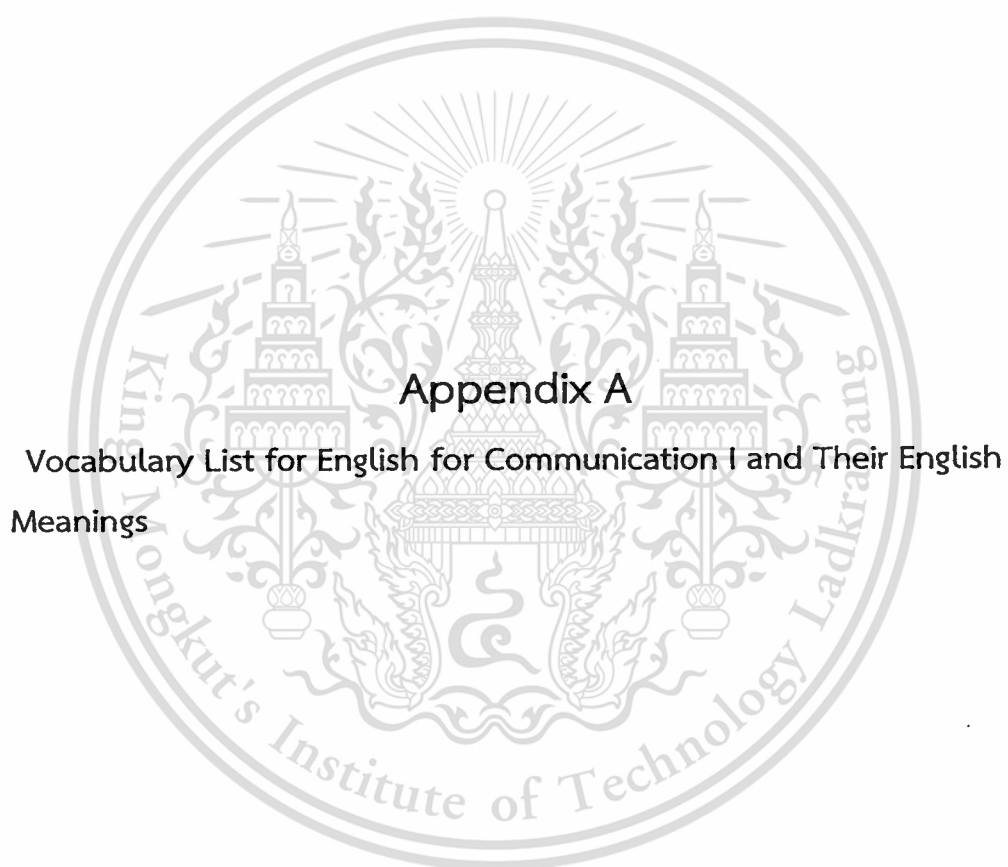 Appendix A
Vocabulary List for English for Communication I and Their English
Meanings
King Mongkut's Institute of Technology Ladkrabang